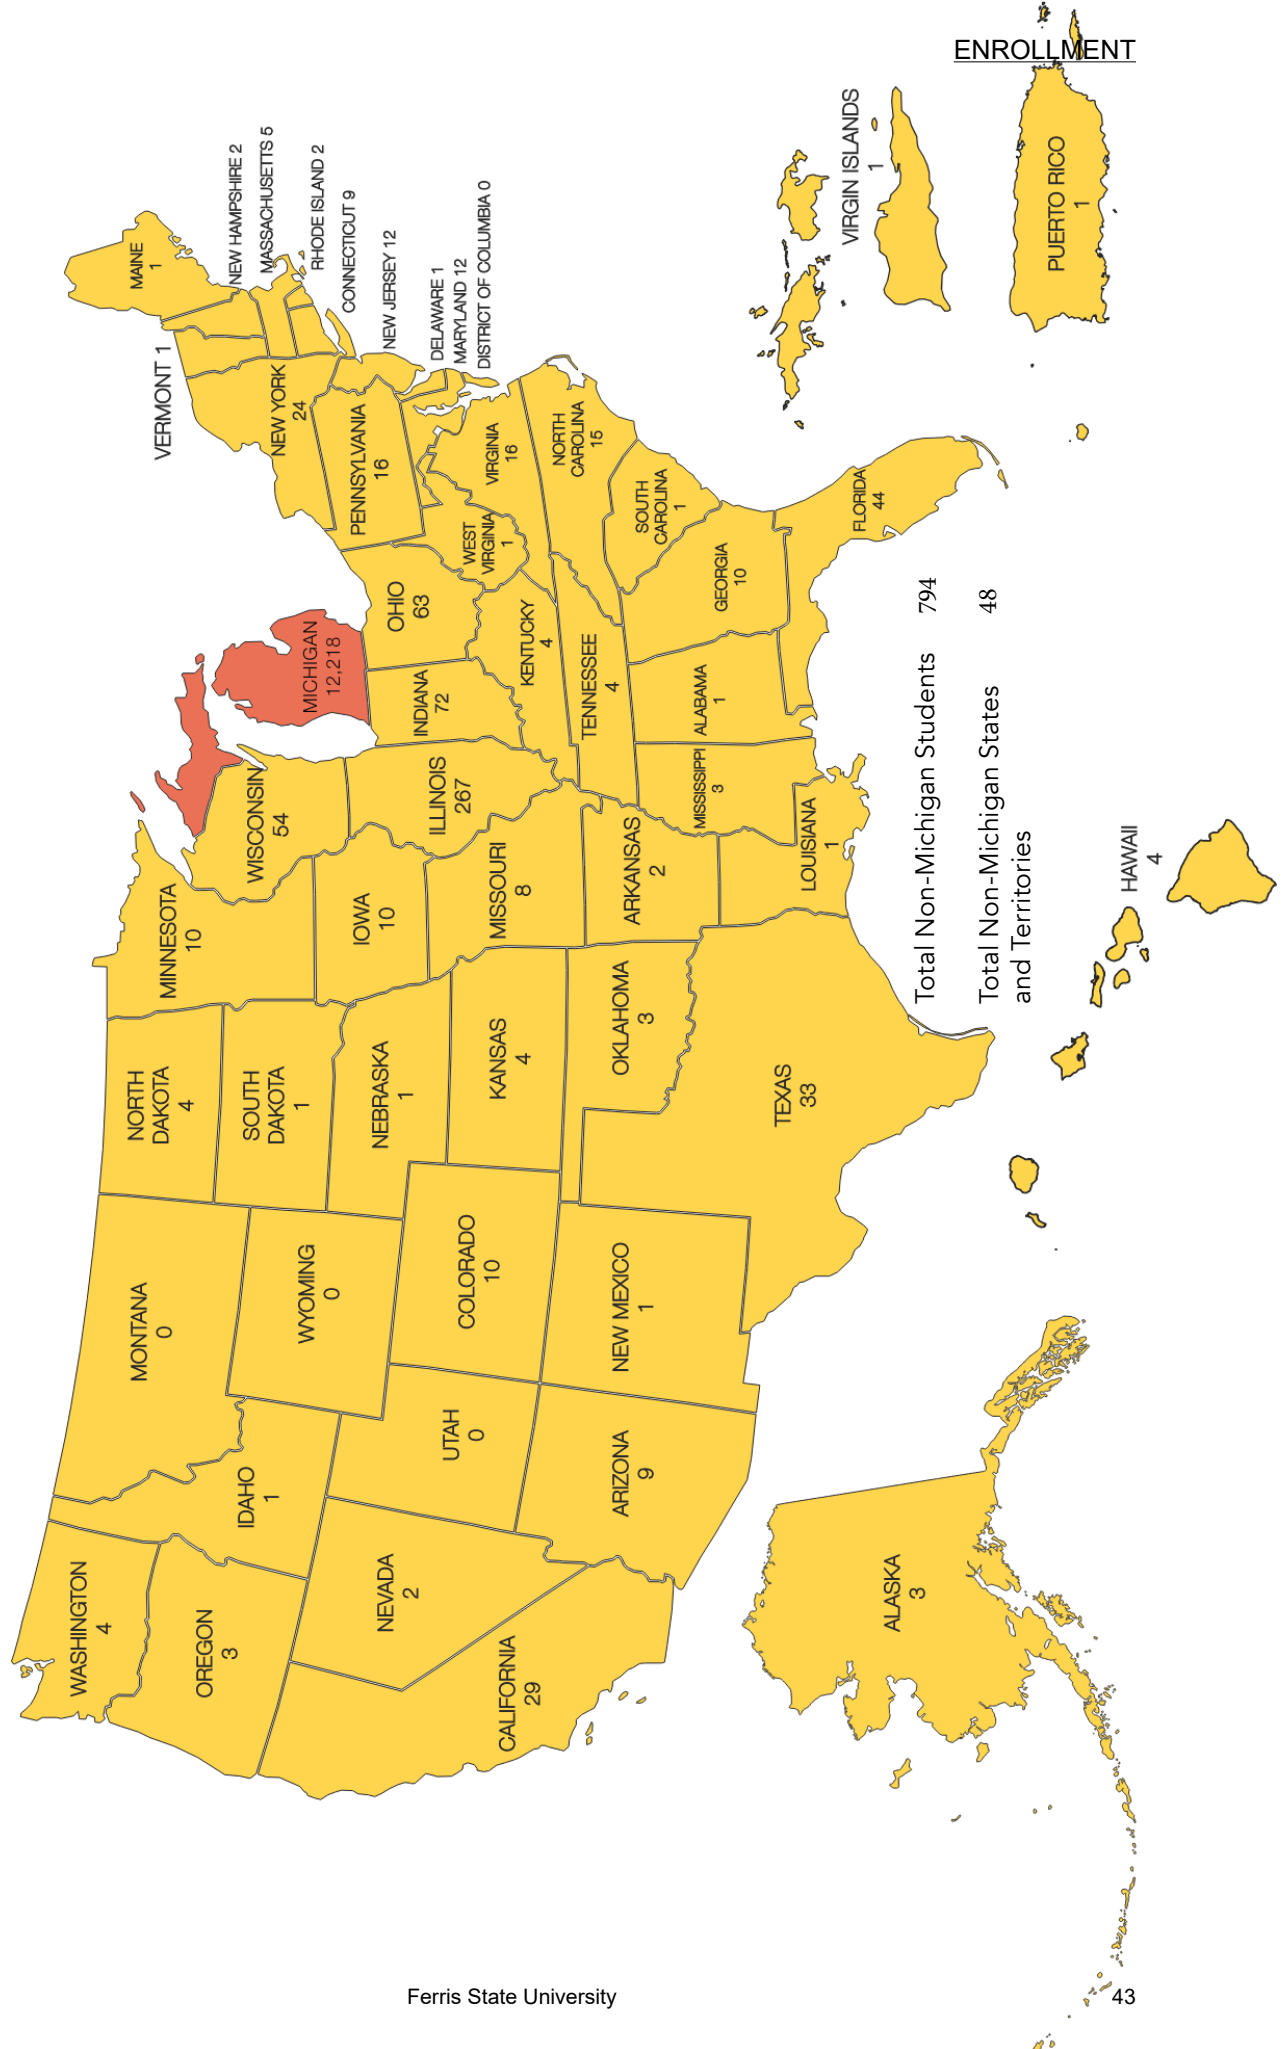 ENROLLMENT
VERMONT 1
MAINE
1
NEW HAMPSHIRE 2
MASSACHUSETTS 5
RHODE ISLAND 2
CONNECTICUT 9
NEW JERSEY 12
DELAWARE 1
MARYLAND 12
DISTRICT OF COLUMBIA 0
WASHINGTON
4
OREGON
3
IDAHO
1
MONTANA
0
NORTH
DAKOTA
4
MINNESOTA
10
WISCONSIN
54
MICHIGAN
12,218
NEW YORK
24
PENNSYLVANIA
16
SOUTH
DAKOTA
1
WYOMING
0
NEBRASKA
1
IOWA
10
ILLINOIS
267
INDIANA
72
OHIO
63
WEST
VIRGINIA
1
VIRGINIA
16
NEVADA
2
UTAH
0
COLORADO
10
KANSAS
4
MISSOURI
8
KENTUCKY
4
NORTH
CAROLINA
15
TENNESSEE
4
SOUTH
CAROLINA
1
CALIFORNIA
29
ARIZONA
9
NEW MEXICO
1
OKLAHOMA
3
ARKANSAS
2
MISSISSIPPI
3
ALABAMA
1
GEORGIA
10
TEXAS
33
LOUISIANA
1
FLORIDA
44
ALASKA
3
HAWAII
4
VIRGIN ISLANDS
1
PUERTO RICO
1
Total Non-Michigan Students 794
Total Non-Michigan States 48
and Territories
Ferris State University 43